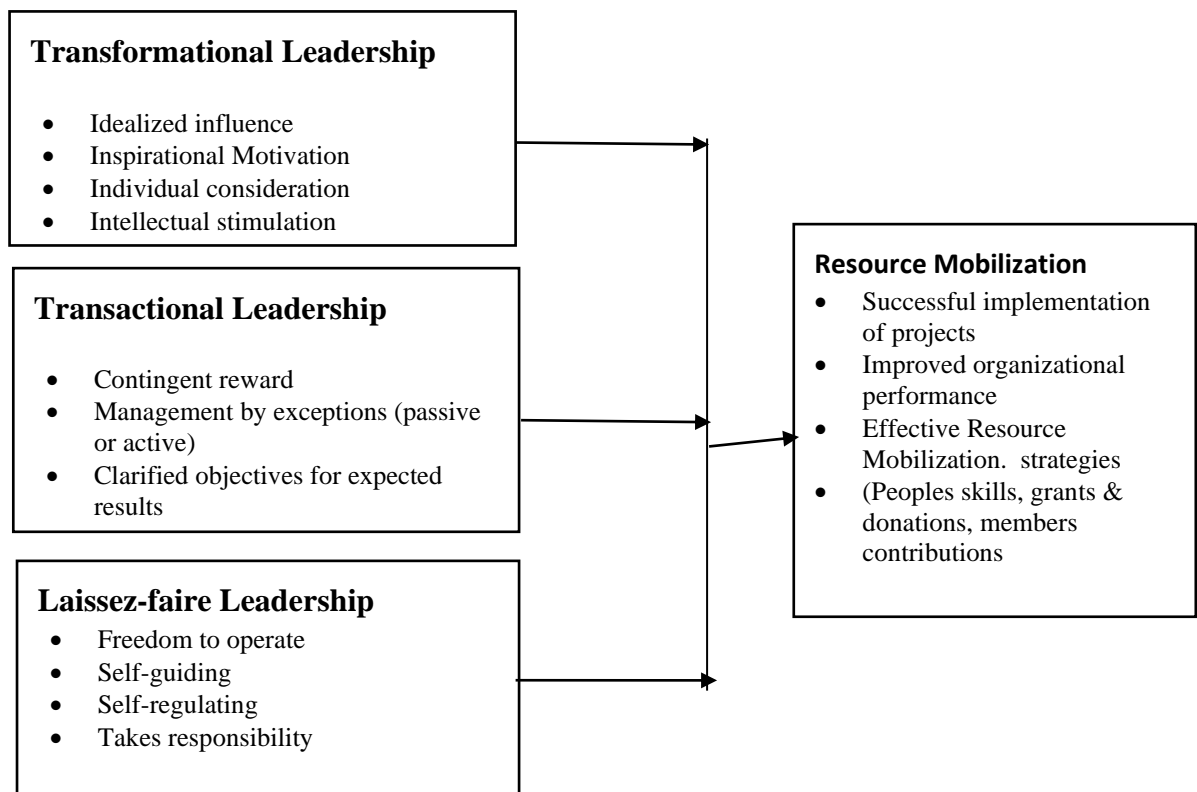 Transformational Leadership
• Idealized influence
• Inspirational Motivation
• Individual consideration
• Intellectual stimulation
Transactional Leadership
• Contingent reward
• Management by exceptions (passive
or active)
• Clarified objectives for expected
results
Laissez-faire Leadership
• Freedom to operate
• Self-guiding
• Self-regulating
• Takes responsibility
Resource Mobilization
• Successful implementation
of projects
• Improved organizational
performance
• Effective Resource
Mobilization. strategies
• (Peoples skills, grants &
donations, members
contributions